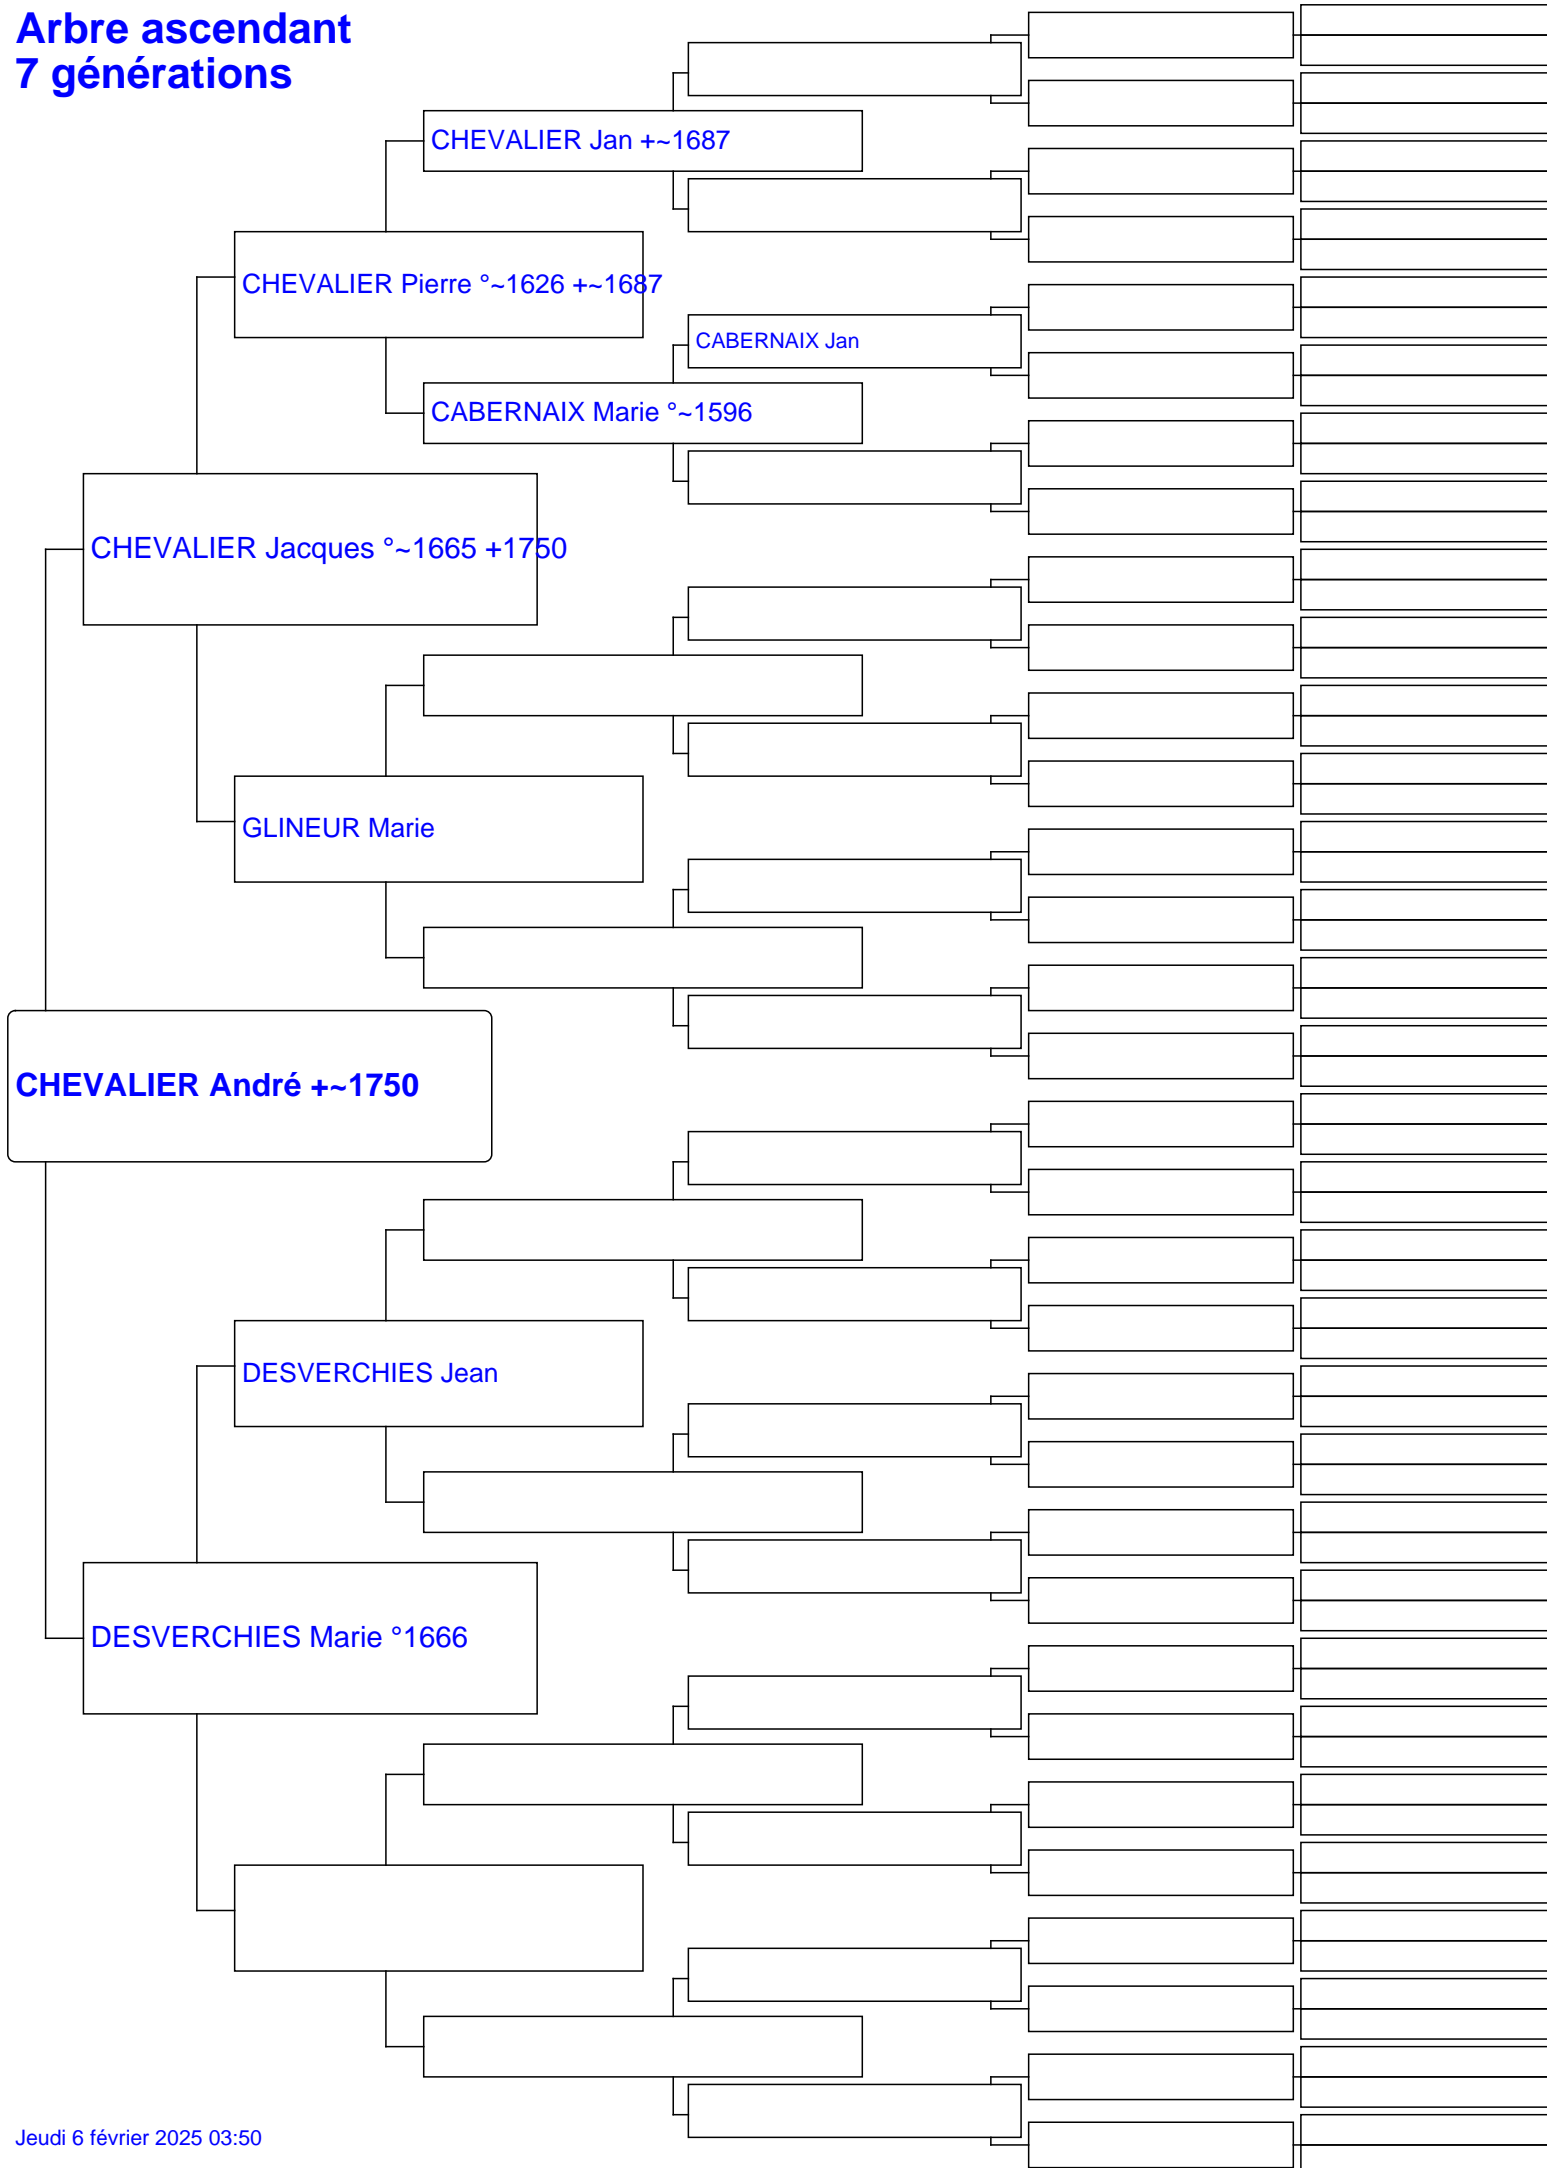 Arbre ascendant
7 générations
CHEVALIER Jan +~1687
CHEVALIER Pierre °~1626 +~1687
CABERNAIX Jan
CABERNAIX Marie °~1596
CHEVALIER Jacques °~1665 +1750
GLINEUR Marie
CHEVALIER André +~1750
DESVERCHIES Jean
DESVERCHIES Marie °1666
Jeudi 6 février 2025 03:50